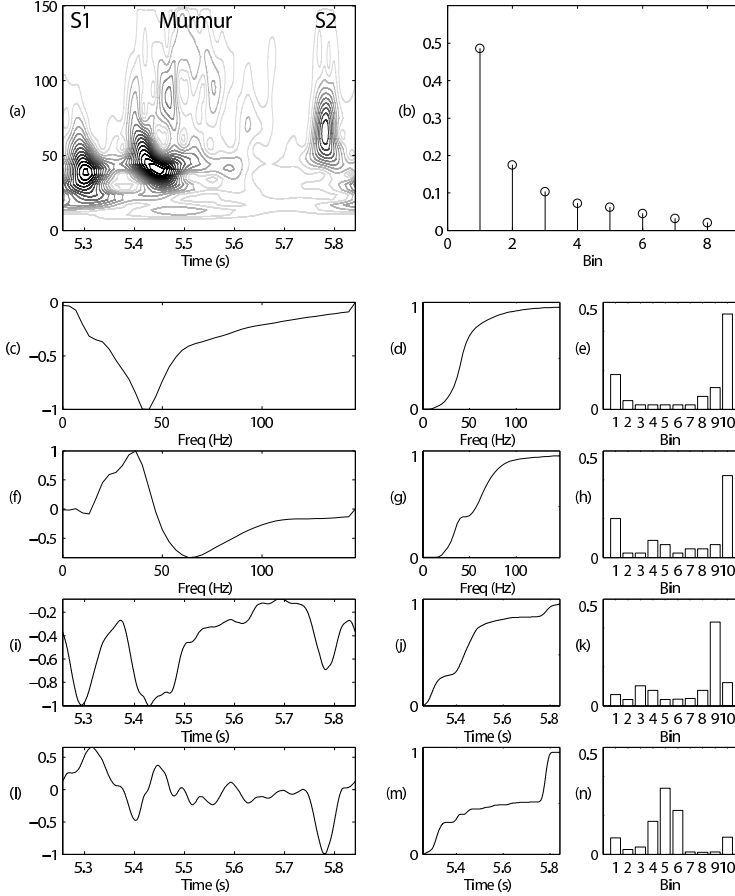 S1 Murmur S2
150
100
50
0
5.3 5.4 5.5 5.6 5.7 5.8
Time (s)
(a)
0.5
0.4
0.3
0.2
0.1
0
0 2 4 6 8
Bin
(b)
(c)
0
−0.5
−1
0 50 100
Freq (Hz)
(d)
1
0
0 50 100
Freq (Hz)
(e)
0.5
0
1 2 3 4 5 6 7 8 9 10
Bin
(f)
1
0.5
0
−0.5
0 50 100
Freq (Hz)
(g)
1
0
0 50 100
Freq (Hz)
(h)
0.5
0
1 2 3 4 5 6 7 8 9 10
Bin
(i)
−0.2
−0.4
−0.6
−0.8
−1
5.3 5.4 5.5 5.6 5.7 5.8
Time (s)
(j)
1
0
5.4 5.6 5.8
Time (s)
(k)
0.5
0
1 2 3 4 5 6 7 8 9 10
Bin
(l)
0.5
0
−0.5
−1
5.3 5.4 5.5 5.6 5.7 5.8
Time (s)
(m)
1
0
5.4 5.6 5.8
Time (s)
(n)
0.5
0
1 2 3 4 5 6 7 8 9 10
Bin